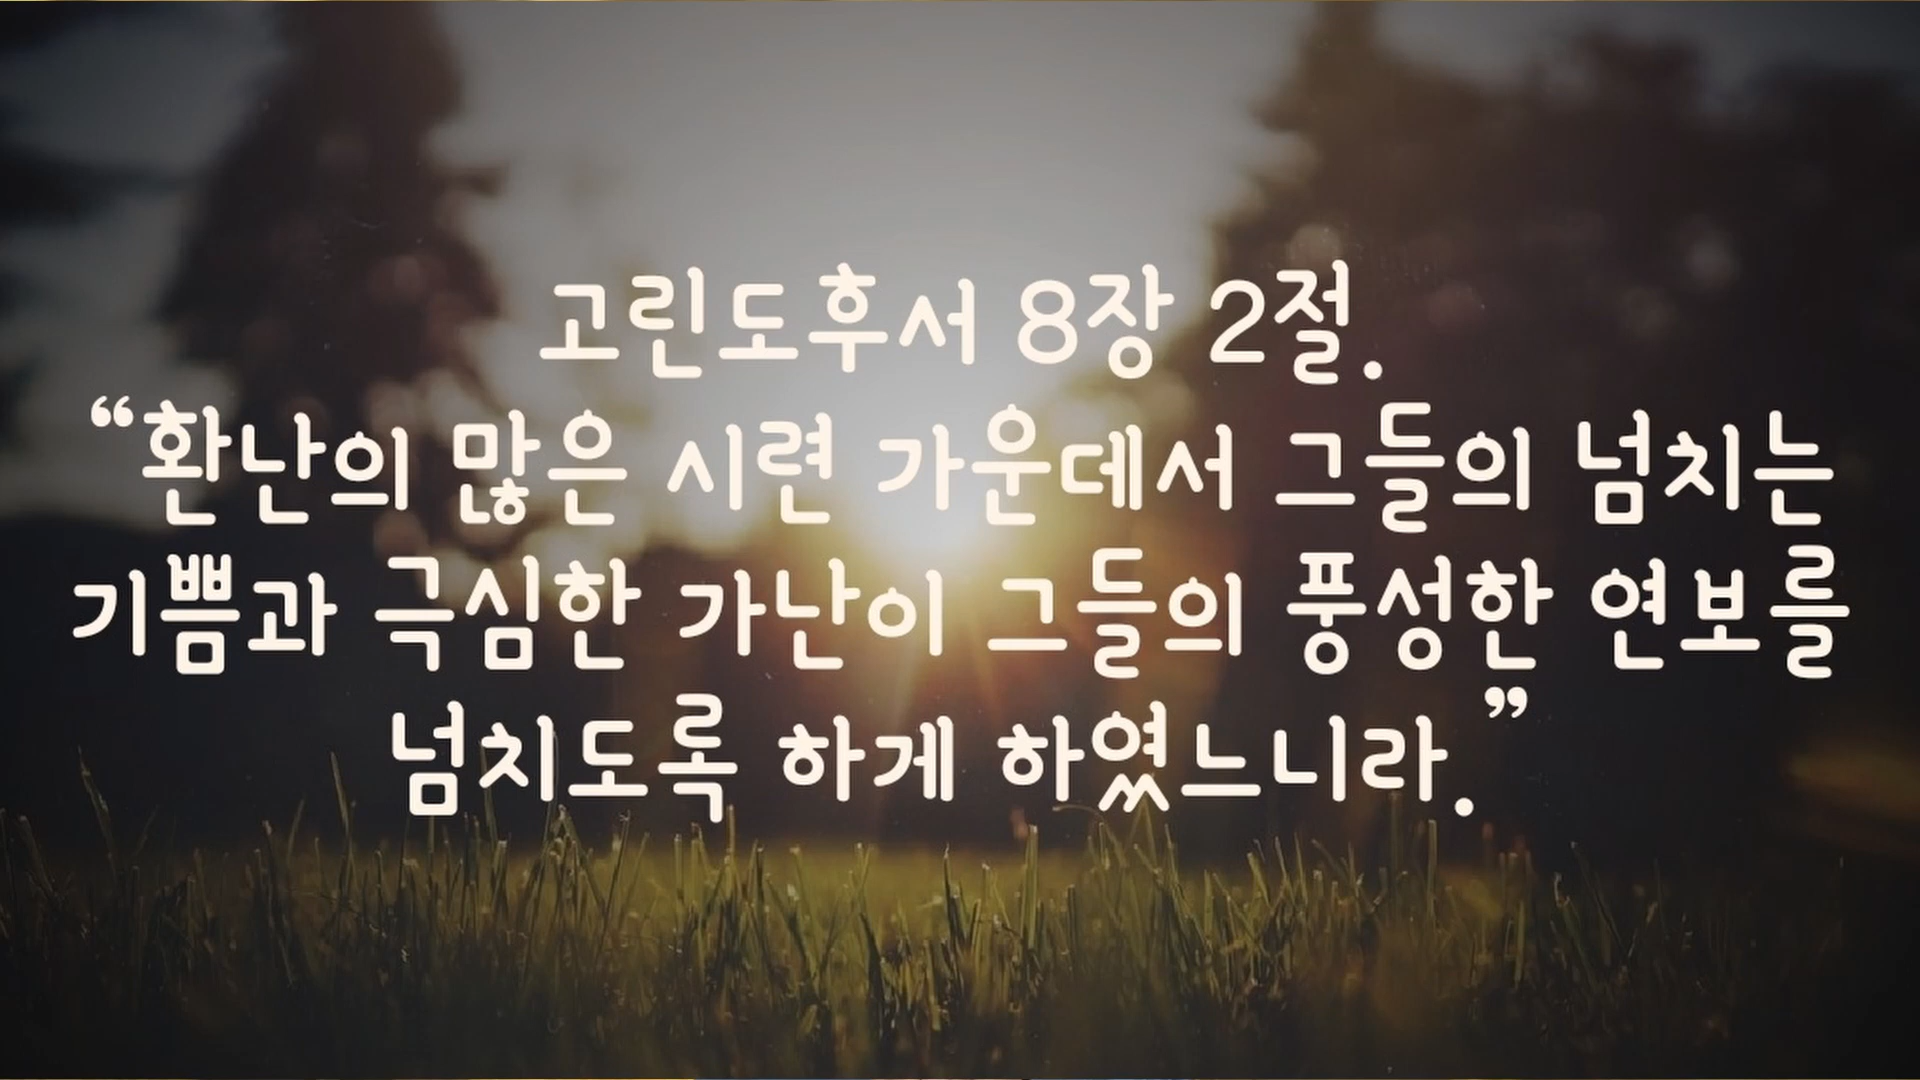 고린도후서 8장 2절.
“환난의 많은 시련 가운데서 그들의 넘치는
기쁨과 극심한 가난이 그들의 풍성한 연보를
넘치도록 하게 하였느니라.”